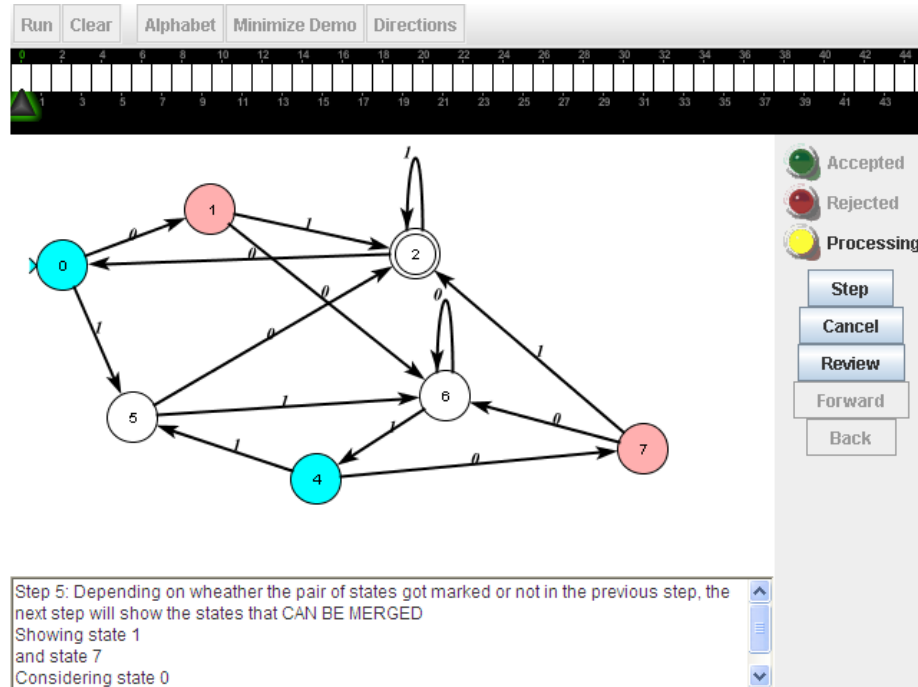 Run Clear Alphabet Minimize Demo Directions
0 2 4 6 8 10 12 14 16 18 20 22 24 26 28 30 32 34 36 38 40 42 44
1 3 5 7 9 11 13 15 17 19 21 23 25 27 29 31 33 35 37 39 41 43
Accepted
Rejected
Processing
Step
Cancel
Review
Forward
Back
1
1
1
0
0
2
0
0
0
1
0
0
6
1
5
1
1
0
7
1
4
0
Step 5: Depending on wheather the pair of states got marked or not in the previous step, the
next step will show the states that CAN BE MERGED
Showing state 1
and state 7
Considering state 0